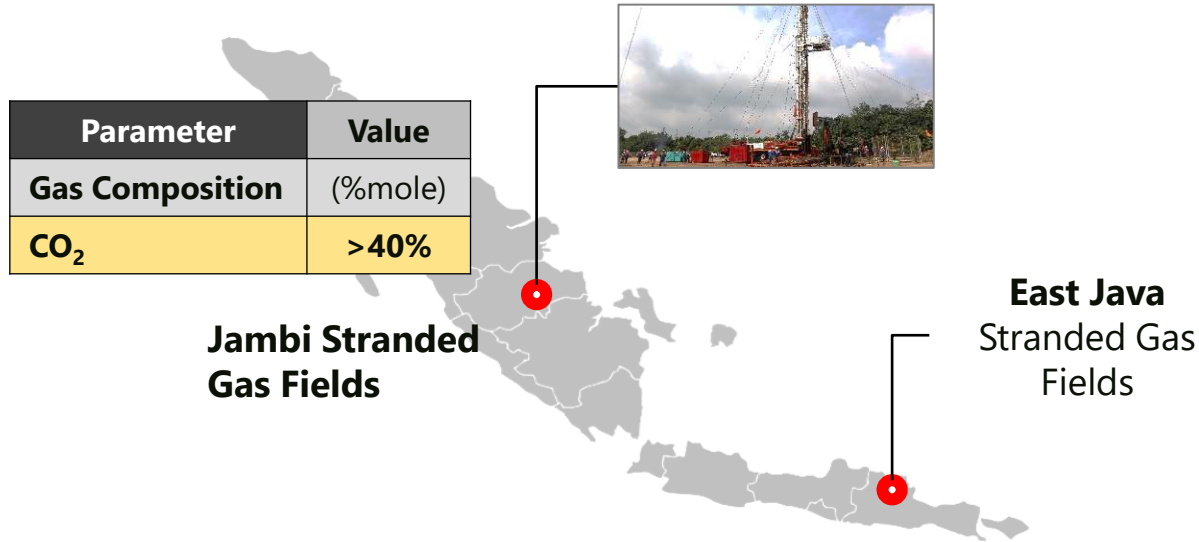 Parameter Value
Gas Composition (%mole)
CO₂ >40%
Jambi Stranded
Gas Fields
East Java
Stranded Gas
Fields